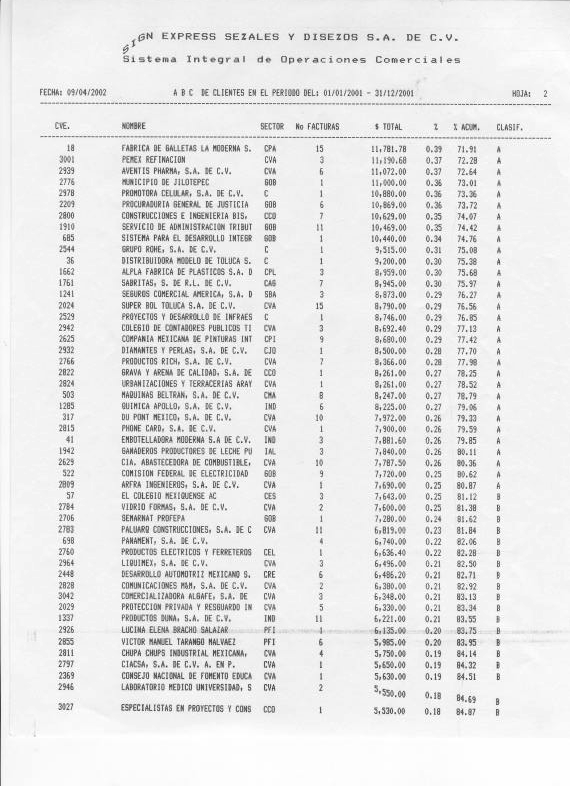 SIGN EXPRESS SEZALES Y DISEZOS S.A. DE C.V.
Sistema Integral de Operaciones Comerciales
FECHA: 09/04/2002 A B C DE CLIENTES EN EL PERIODO DEL: 01/01/2001 - 31/12/2001 HOJA: 2
CVE. NOMBRE SECTOR No FACTURAS $ TOTAL % % ACUM. CLASIF.
18 FABRICA DE GALLETAS LA MODERNA S. CPA 15 11,781.78 0.39 71.91 A
3001 PEMEX REFINACION CVA 3 11,190.68 0.37 72.28 A
2939 AVENTIS PHARMA, S.A. DE C.V. CVA 6 11,072.00 0.37 72.64 A
2776 MUNICIPIO DE JILOTEPEC GOB 1 11,000.00 0.36 73.01 A
2978 PROMOTORA CELULAR, S.A. DE C.V. C 1 10,880.00 0.36 73.36 A
2209 PROCURADURIA GENERAL DE JUSTICIA GOB 6 10,869.00 0.36 73.72 A
2800 CONSTRUCCIONES E INGENIERIA BIS, CCO 7 10,629.00 0.35 74.07 A
1910 SERVICIO DE ADMINISTRACION TRIBUT GOB 11 10,469.00 0.35 74.42 A
685 SISTEMA PARA EL DESARROLLO INTEGR GOB 1 10,440.00 0.34 74.76 A
2544 GRUPO ROME, S.A. DE C.V. C 1 9,515.00 0.31 75.08 A
36 DISTRIBUIDORA MODELO DE TOLUCA S. C 1 9,200.00 0.30 75.38 A
1662 ALPLA FABRICA DE PLASTICOS S.A. D CPL 3 8,959.00 0.30 75.68 A
1761 SABRITAS, S. DE R.L. DE C.V. CAG 7 8,945.00 0.30 75.97 A
1241 SEGUROS COMERCIAL AMERICA, S.A. D SBA 3 8,873.00 0.29 76.27 A
2024 SUPER BOL TOLUCA S.A. DE C.V. CVA 15 8,790.00 0.29 76.56 A
2529 PROYECTOS Y DESARROLLO DE INFRAES C 1 8,746.00 0.29 76.85 A
2942 COLEGIO DE CONTADORES PUBLICOS TI CVA 3 8,692.40 0.29 77.13 A
2625 COMPANIA MEXICANA DE PINTURAS INT CPI 9 8,680.00 0.29 77.42 A
2932 DIAMANTES Y PERLAS, S.A. DE C.V. CJO 1 8,500.00 0.28 77.70 A
2766 PRODUCTOS RICH, S.A. DE C.V. CVA 7 8,366.00 0.28 77.98 A
2822 GRAVA Y ARENA DE CALIDAD, S.A. DE CCO 1 8,261.00 0.27 78.25 A
2824 URBANIZACIONES Y TERRACERIAS ARAY CVA 1 8,261.00 0.27 78.52 A
503 MAQUINAS BELTRAN, S.A. DE C.V. CMA 8 8,247.00 0.27 78.79 A
1285 QUIMICA APOLLO, S.A. DE C.V. IND 6 8,225.00 0.27 79.06 A
317 DU PONT MEXICO, S.A. DE C.V. CVA 10 7,972.00 0.26 79.33 A
2815 PHONE CARD, S.A. DE C.V. CVA 1 7,900.00 0.26 79.59 A
41 EMBOTELLADORA MODERNA S.A DE C.V. IND 3 7,881.60 0.26 79.85 A
1942 GANADEROS PRODUCTORES DE LECHE PU IAL 3 7,840.00 0.26 80.11 A
2629 CIA. ABASTECEDORA DE COMBUSTIBLE, CVA 10 7,787.50 0.26 80.36 A
522 COMISION FEDERAL DE ELECTRICIDAD GOB 9 7,720.00 0.25 80.62 A
2809 ARFRA INGENIEROS, S.A. DE C.V. CVA 1 7,690.00 0.25 80.87 A
57 EL COLEGIO MEXIQUENSE AC CES 3 7,643.00 0.25 81.12 B
2784 VIDRIO FORMAS, S.A. DE C.V. CVA 2 7,600.00 0.25 81.38 B
2706 SEMARNAT PROFEPA GOB 1 7,280.00 0.24 81.62 B
2783 PALUARO CONSTRUCCIONES, S.A. DE C CVA 11 6,819.00 0.23 81.84 B
698 PANAMENT, S.A. DE C.V. 4 6,740.00 0.22 82.06 B
2760 PRODUCTOS ELECTRICOS Y FERRETEROS CEL 1 6,636.40 0.22 82.28 B
2964 LIQUIMEX, S.A. DE C.V. CVA 3 6,496.00 0.21 82.50 B
2448 DESARROLLO AUTOMOTRIZ MEXICANO S. CRE 6 6,486.20 0.21 82.71 B
2828 COMUNICACIONES M&M, S.A. DE C.V. CVA 2 6,380.00 0.21 82.92 B
3042 COMERCIALIZADORA ALGAFE, S.A. DE CVA 3 6,348.00 0.21 83.13 B
2029 PROTECCION PRIVADA Y RESGUARDO IN CVA 5 6,330.00 0.21 83.34 B
1337 PRODUCTOS DUNA, S.A. DE C.V. IND 11 6,221.00 0.21 83.55 B
2926 LUCINA ELENA BRACHO SALAZAR PFI 1 6,135.00 0.20 83.75 B
2855 VICTOR MANUEL TARANGO MALVAEZ PFI 6 5,985.00 0.20 83.95 B
2811 CHUPA CHUPS INDUSTRIAL MEXICANA, CVA 4 5,750.00 0.19 84.14 B
2797 CIACSA, S.A. DE C.V. A. EN P. CVA 1 5,650.00 0.19 84.32 B
2369 CONSEJO NACIONAL DE FOMENTO EDUCA CVA 1 5,630.00 0.19 84.51 B
2946 LABORATORIO MEDICO UNIVERSIDAD, S CVA 2 5,550.00 0.18 84.69 B
3027 ESPECIALISTAS EN PROYECTOS Y CONS CCO 1 5,530.00 0.18 84.87 B